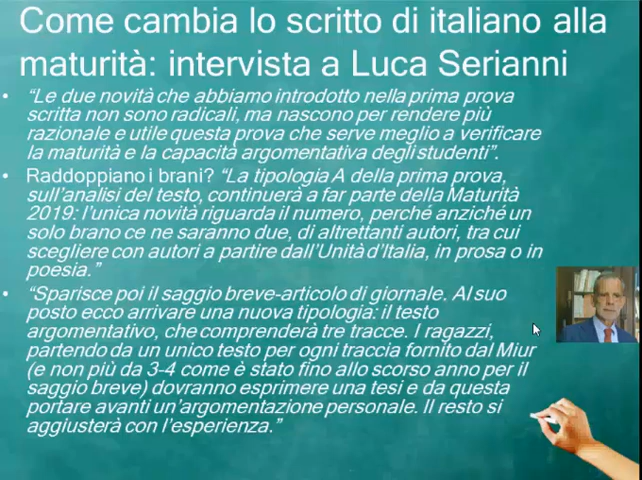 Come cambia lo scritto di italiano alla
maturità: intervista a Luca Serianni
• “Le due novità che abbiamo introdotto nella prima prova
scritta non sono radicali, ma nascono per rendere più
razionale e utile questa prova che serve meglio a verificare
la maturità e la capacità argomentativa degli studenti”.
• Raddoppiano i brani? “La tipologia A della prima prova,
sull’analisi del testo, continuerà a far parte della Maturità
2019: l’unica novità riguarda il numero, perché anziché un
solo brano ce ne saranno due, di altrettanti autori, tra cui
scegliere con autori a partire dall’Unità d’Italia, in prosa o in
poesia.”
• “Sparisce poi il saggio breve-articolo di giornale. Al suo
posto ecco arrivare una nuova tipologia: il testo
argomentativo, che comprenderà tre tracce. I ragazzi,
partendo da un unico testo per ogni traccia fornito dal Miur
(e non più da 3-4 come è stato fino allo scorso anno per il
saggio breve) dovranno esprimere una tesi e da questa
portare avanti un’argomentazione personale. Il resto si
aggiusterà con l’esperienza.”